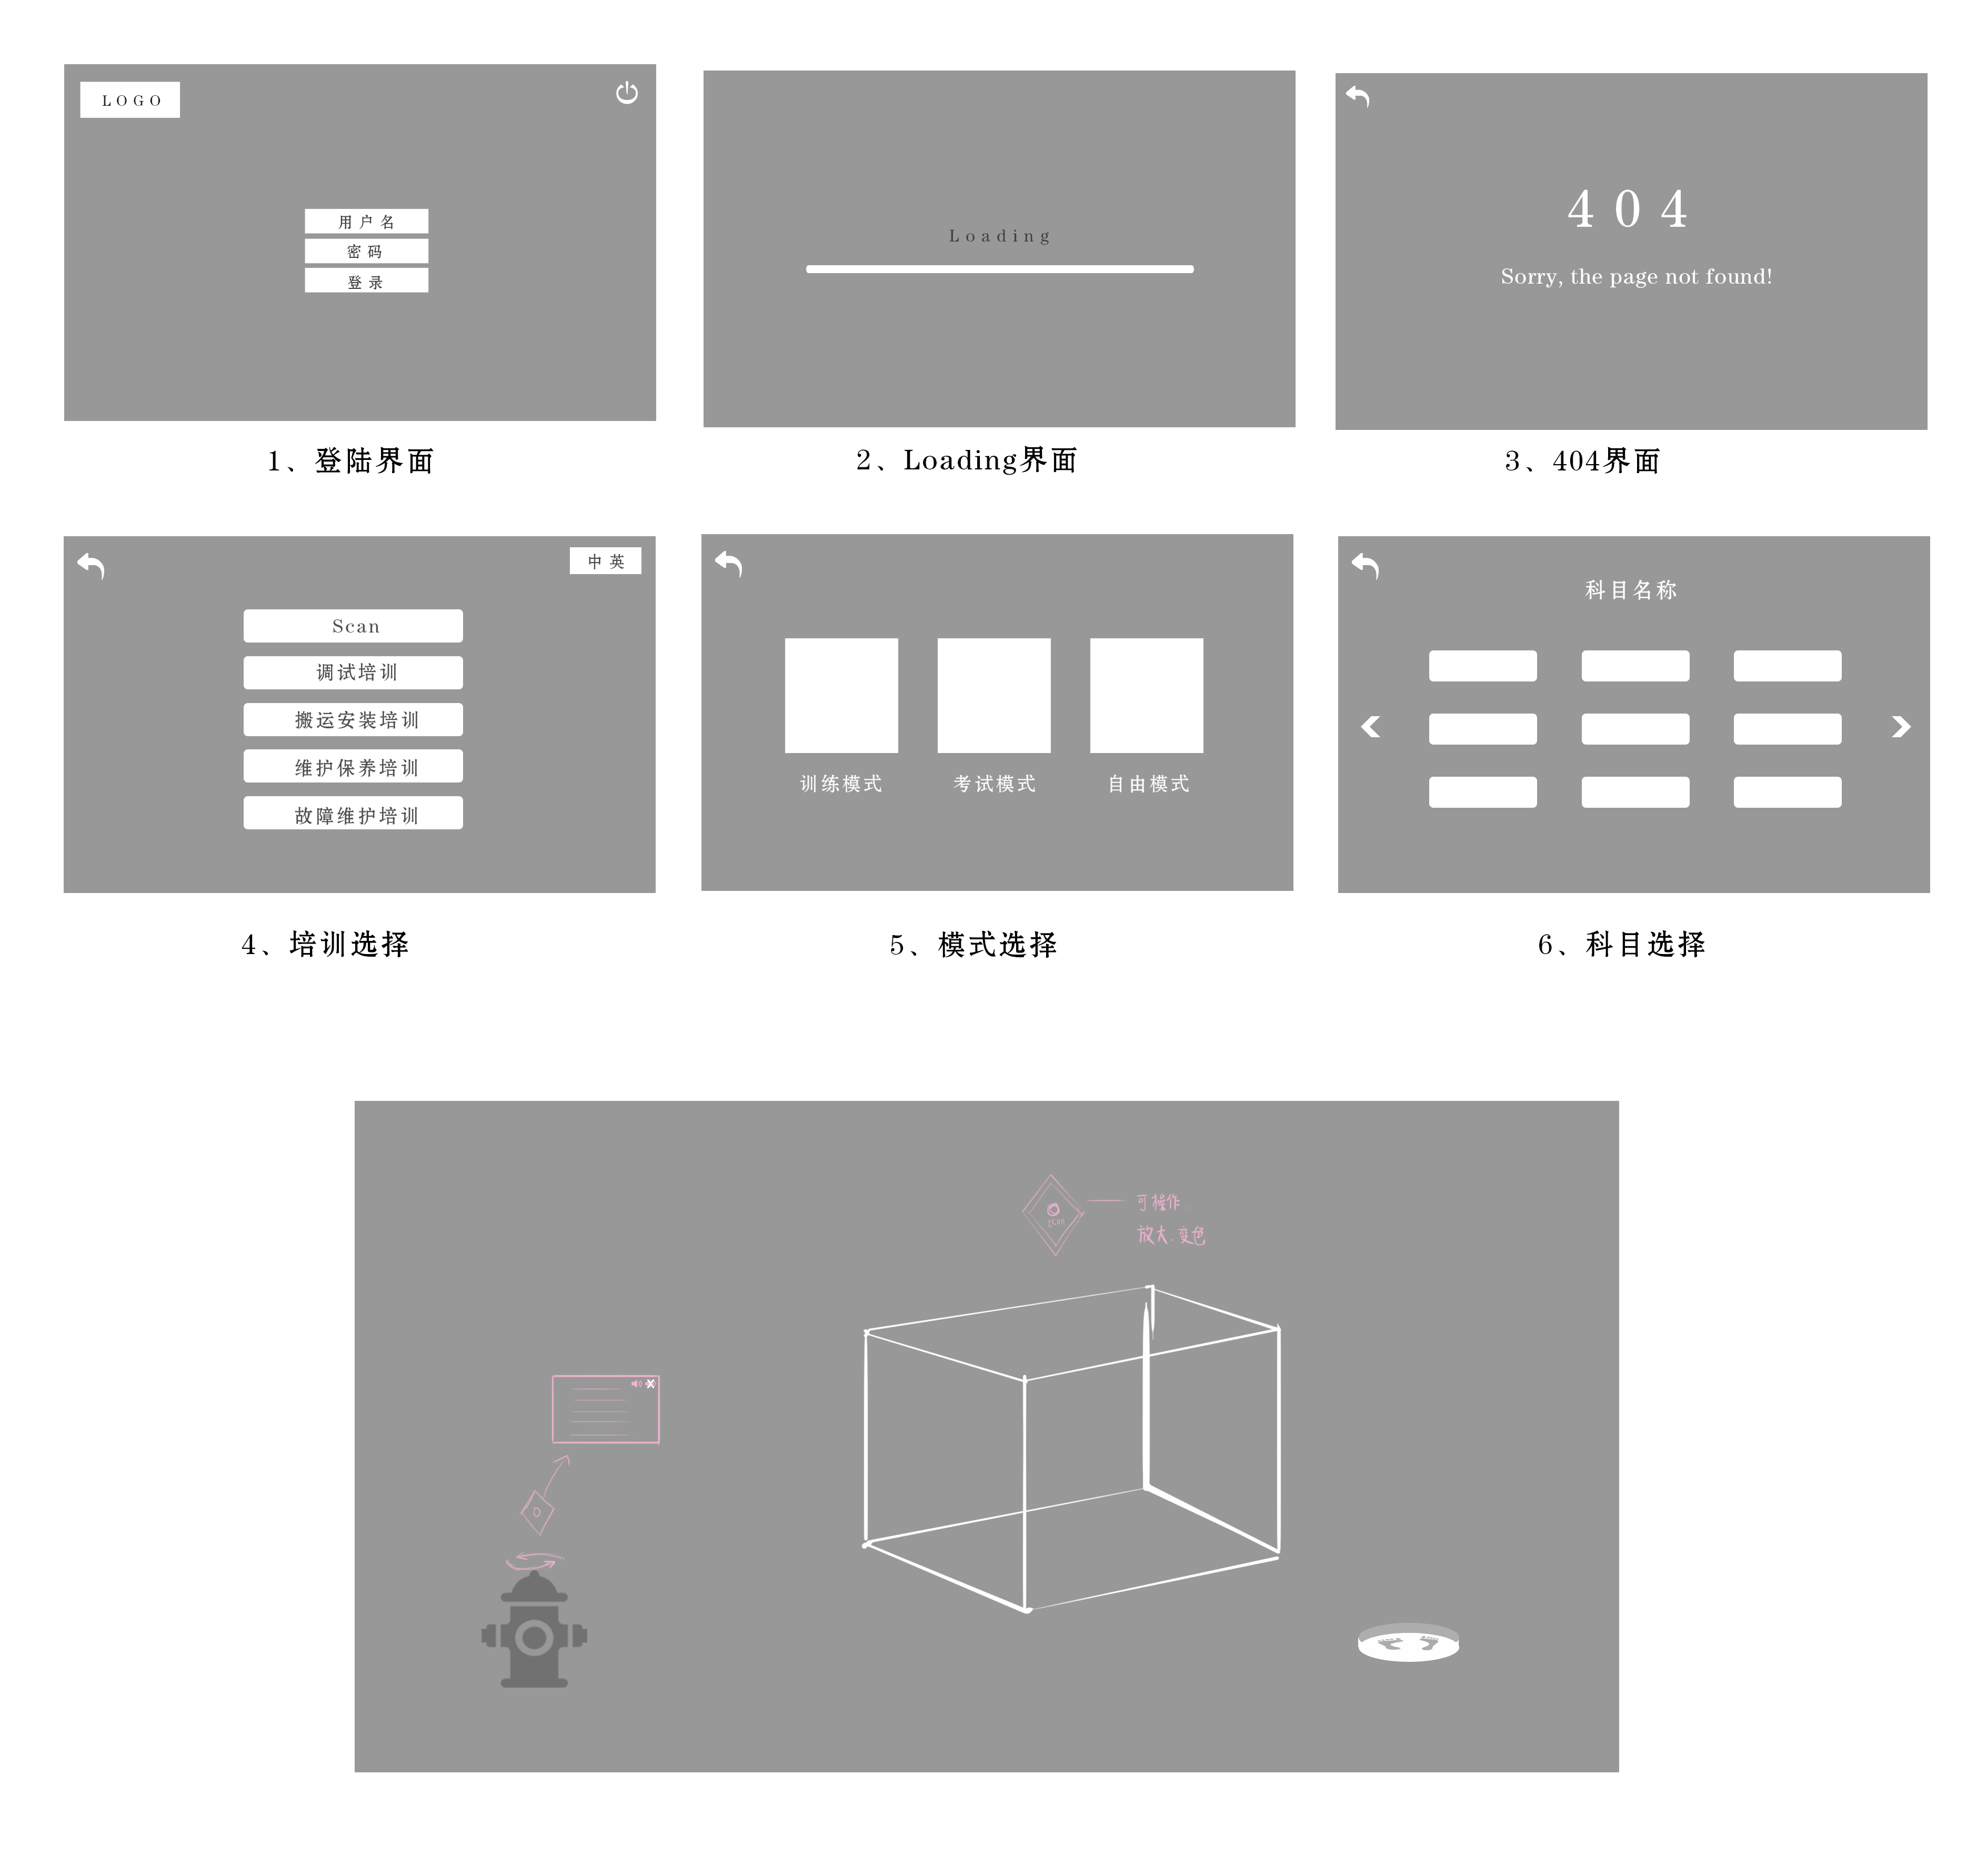 LOGO
用户名
密码
登录
1、登陆界面
Loading
2、Loading界面
404
Sorry, the page not found!
3、404界面
中英
Scan
调试培训
搬运安装培训
维护保养培训
故障维护培训
4、培训选择
训练模式
考试模式
自由模式
5、模式选择
科目名称
6、科目选择
可操作.
放大.变色